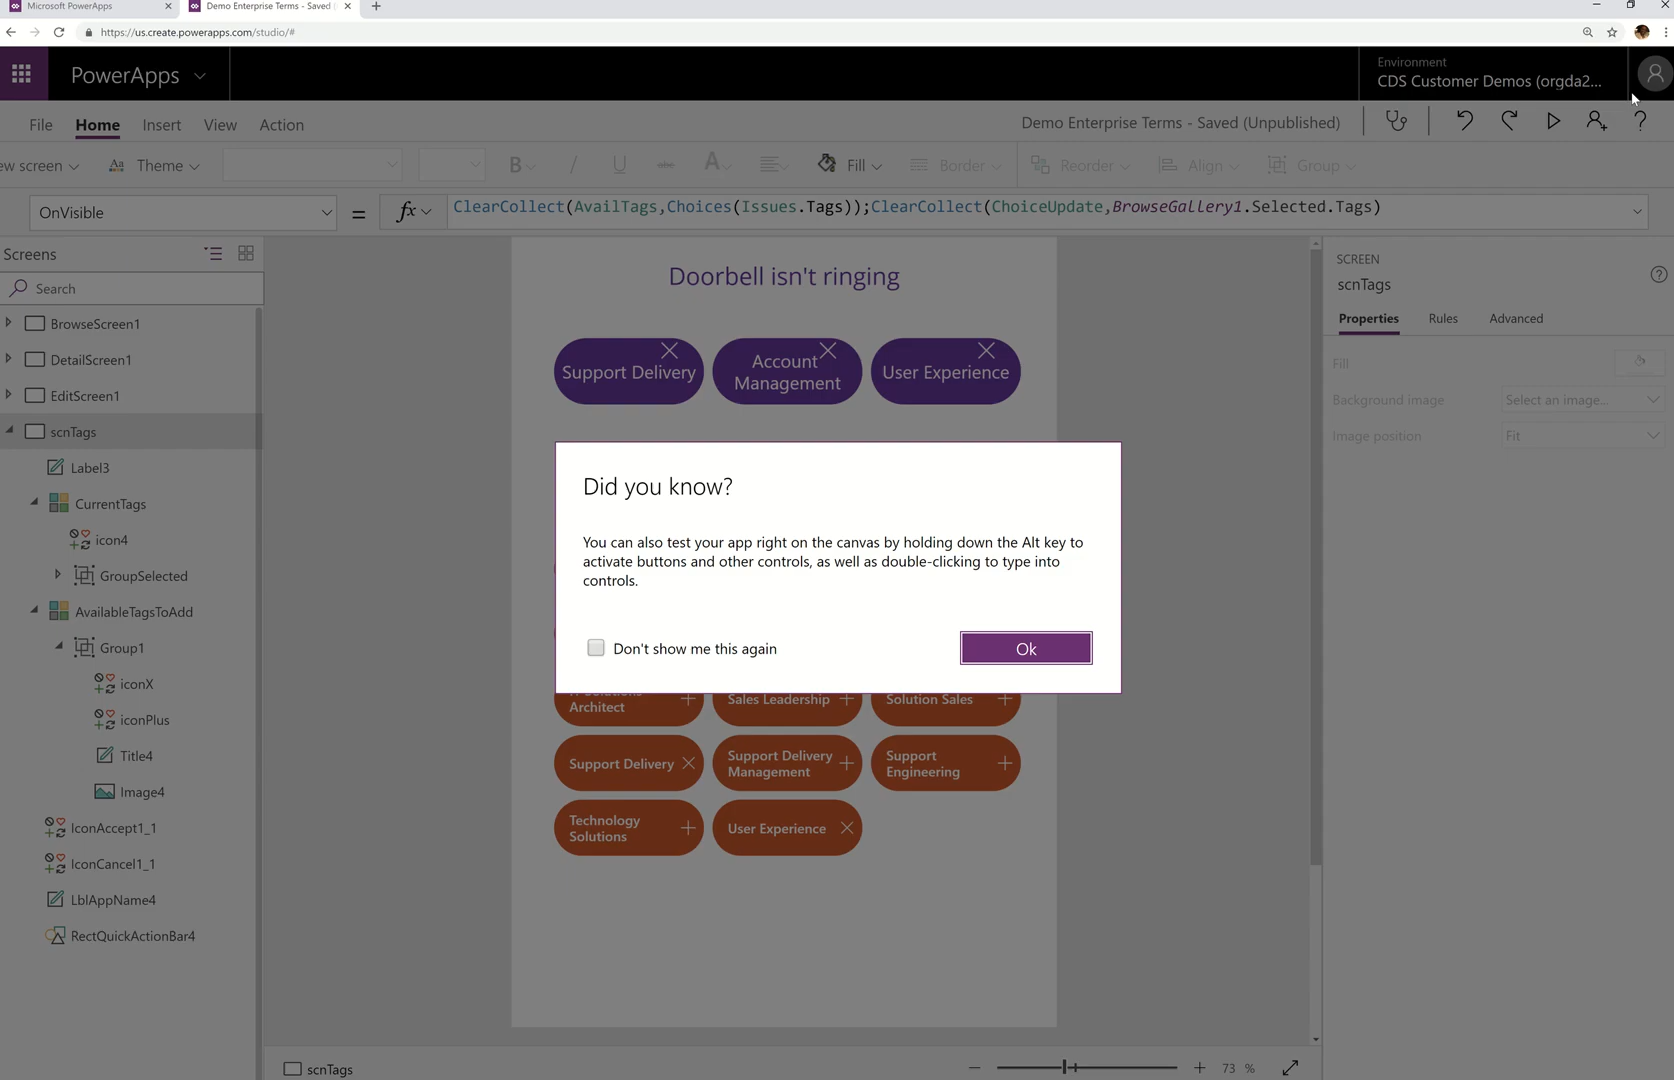 Microsoft PowerApps
Demo Enterprise Terms - Saved
https://us.create.powerapps.com/studio/#
PowerApps
Environment
CDS Customer Demos (orgda2...
File Home Insert View Action
Demo Enterprise Terms - Saved (Unpublished)
ew screen Theme B / U abc A Fill Border Reorder Align Group
OnVisible = fx ClearCollect(AvailTags,Choices(Issues.Tags));ClearCollect(ChoiceUpdate,BrowseGallery1.Selected.Tags)
Screens
Search
BrowseScreen1
DetailScreen1
EditScreen1
scnTags
Label3
CurrentTags
icon4
GroupSelected
AvailableTagsToAdd
Group1
iconX
iconPlus
Title4
Image4
IconAccept1_1
IconCancel1_1
LblAppName4
RectQuickActionBar4
Doorbell isn't ringing
Support Delivery
Account
Management
User Experience
Did you know?
You can also test your app right on the canvas by holding down the Alt key to
activate buttons and other controls, as well as double-clicking to type into
controls.
Don't show me this again
Ok
Architect
Sales Leadership
Solution Sales
Support Delivery
Support Delivery
Management
Support
Engineering
Technology
Solutions
User Experience
SCREEN
scnTags
Properties Rules Advanced
Fill
Background image Select an image...
Image position Fit
scnTags
73 %